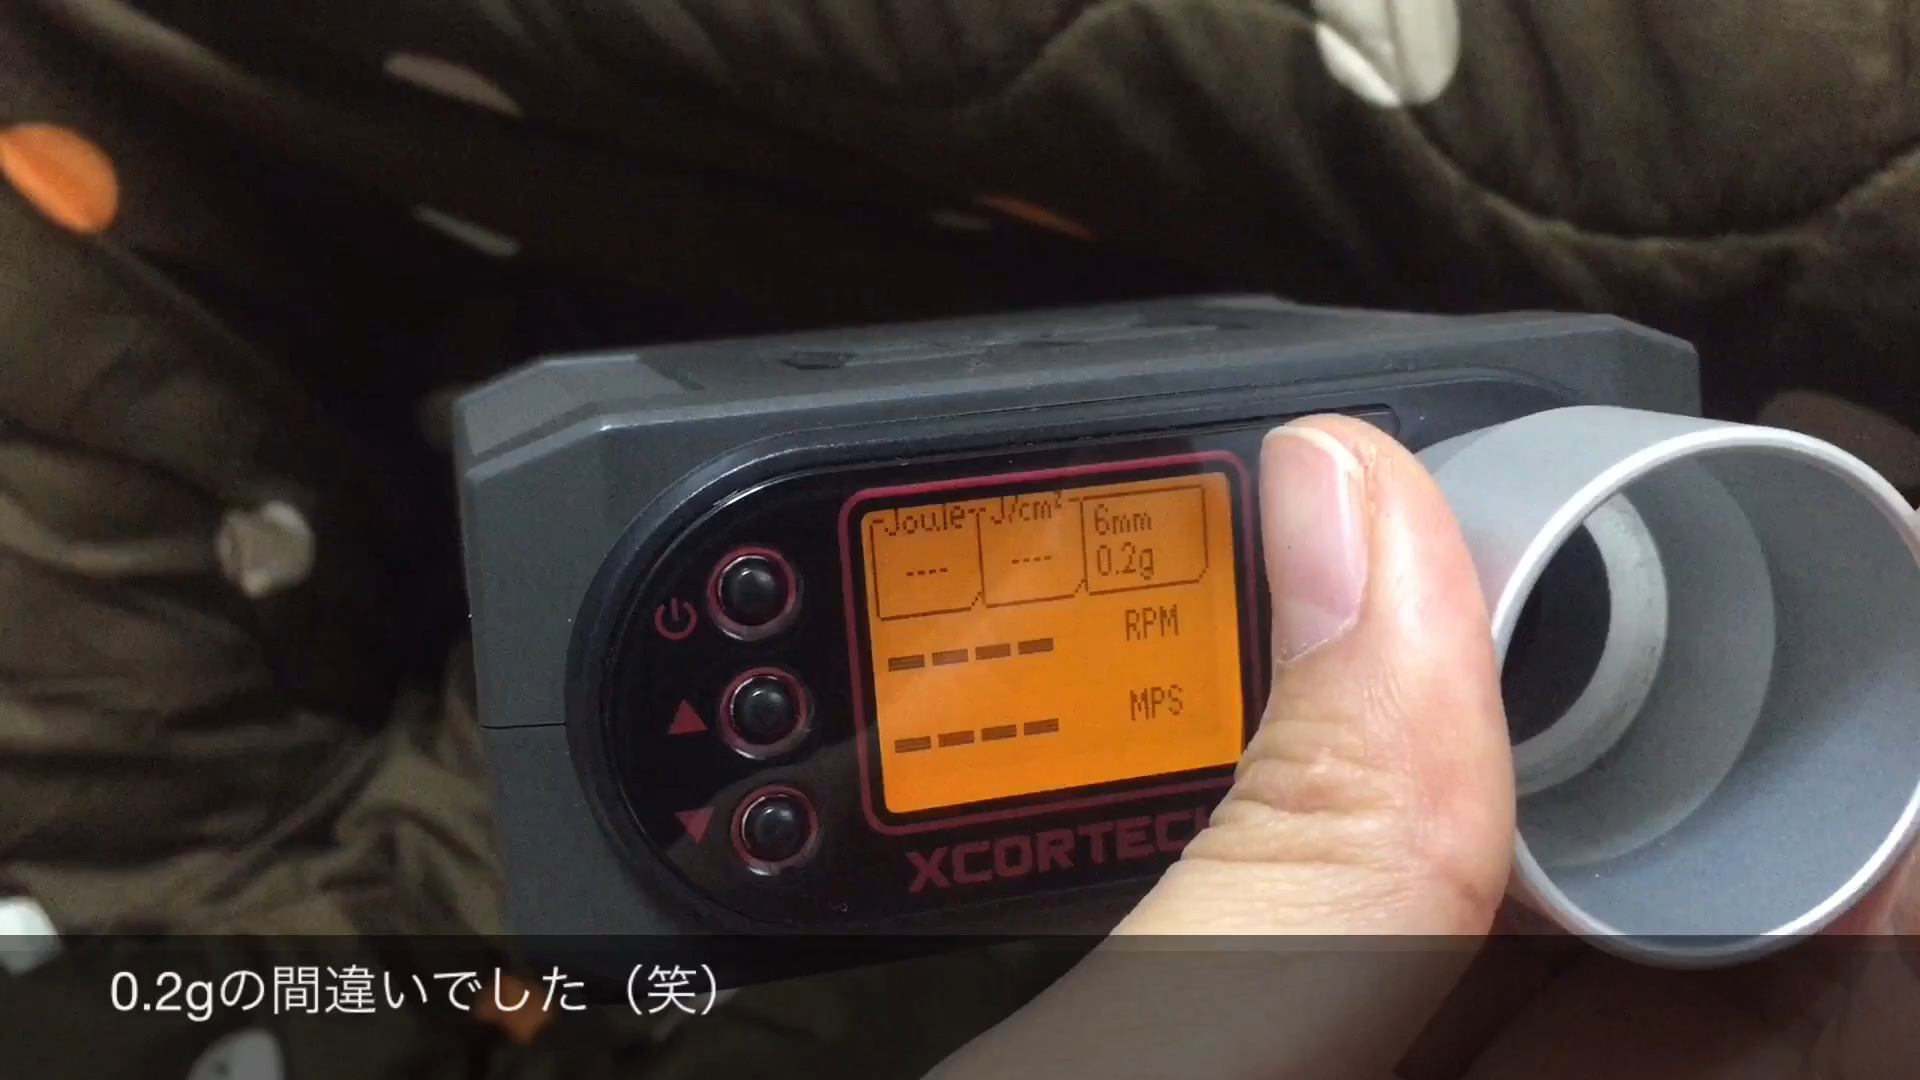 Joule J/cm² 6mm
---- ---- 0.2g
---- RPM
---- MPS
XCORTECH
0.2gの間違いでした（笑）